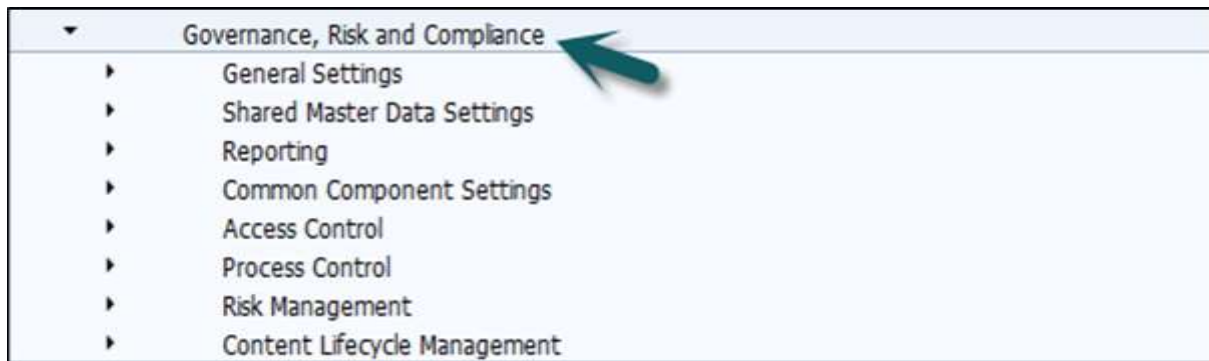 Governance, Risk and Compliance
General Settings
Shared Master Data Settings
Reporting
Common Component Settings
Access Control
Process Control
Risk Management
Content Lifecycle Management